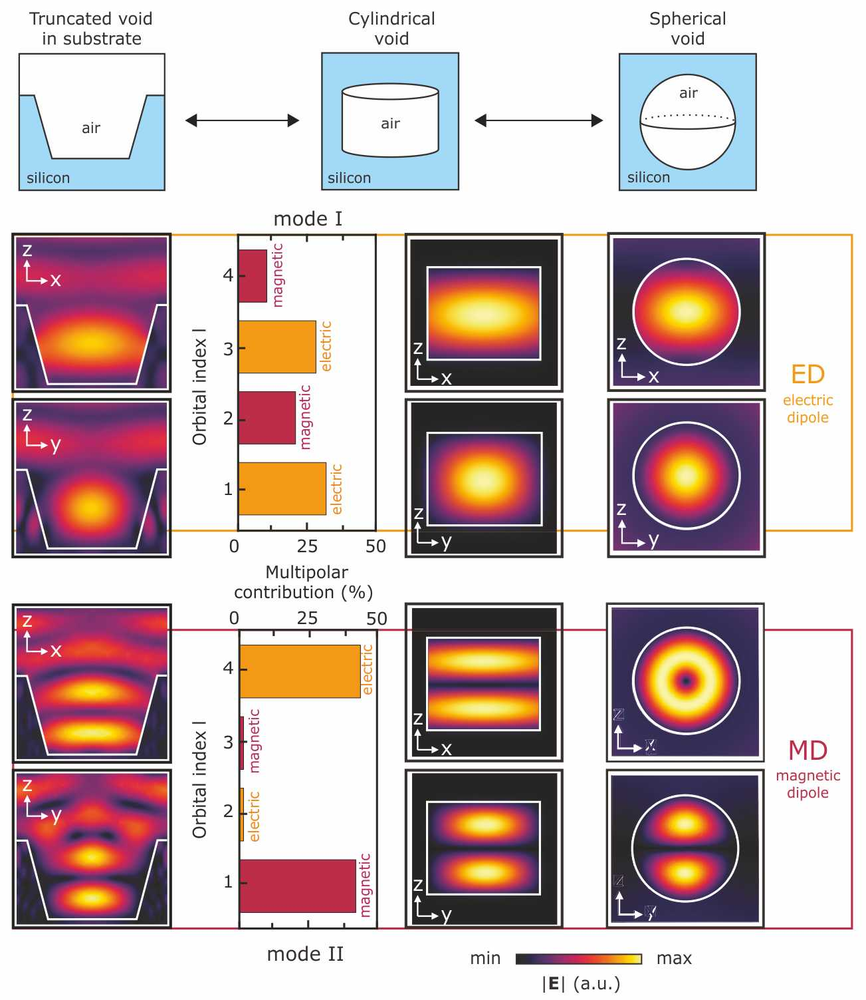 Truncated void
in substrate
Cylindrical
void
Spherical
void
air
silicon
air
silicon
air
silicon
mode I
z
x
4
magnetic
3
electric
2
magnetic
1
electric
Orbital index l
z
x
z
x
ED
electric
dipole
z
y
z
y
z
y
0 25 50
Multipolar
contribution (%)
0 25 50
z
x
4
electric
3
magnetic
2
electric
1
magnetic
Orbital index l
z
x
z
MD
magnetic
dipole
z
y
z
y
z
y
mode II
min max
|E| (a.u.)